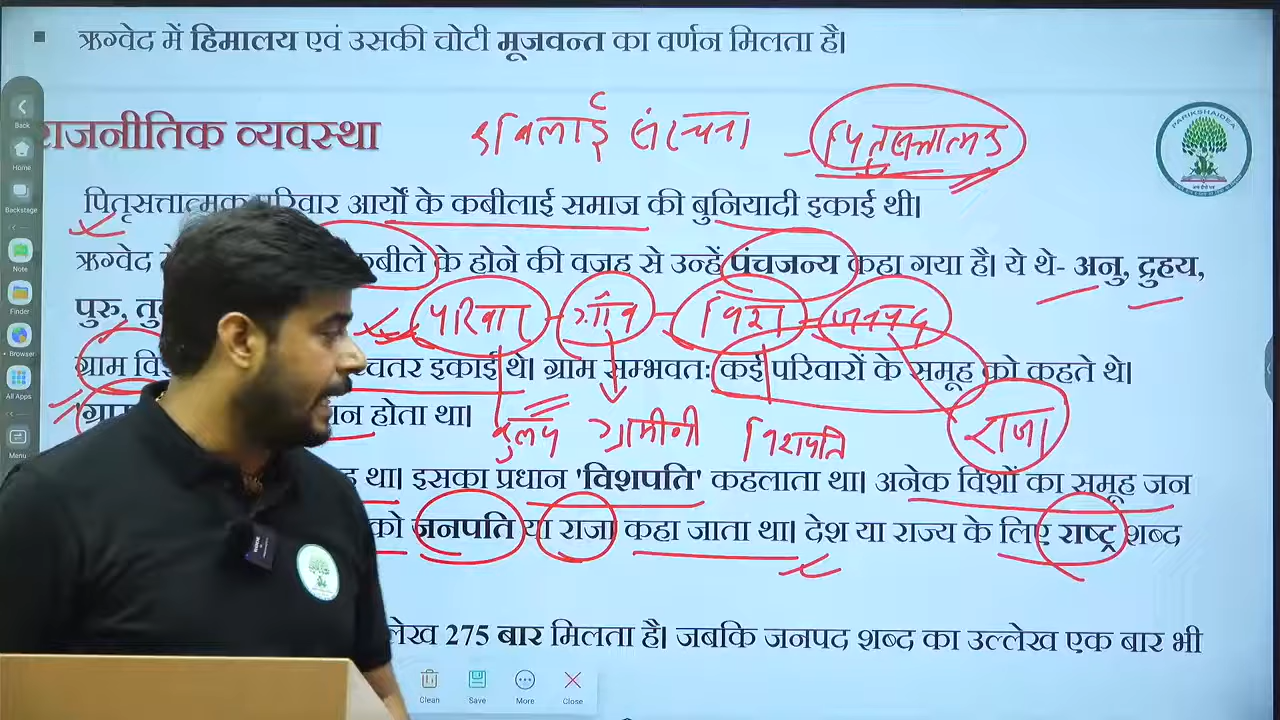 ऋग्वेद में हिमालय एवं उसकी चोटी मूजवन्त का वर्णन मिलता है।
राजनीतिक व्यवस्था
कबिलाई संरचना - पितृसत्तात्मक
PARIKSHAIDEA
पितृसत्तात्मक परिवार आर्यों के कबीलाई समाज की बुनियादी इकाई थी।
ऋग्वेद कबीले के होने की वजह से उन्हें पंचजन्य कहा गया है। ये थे- अनु, द्रुहय,
पुरु,
परिवार - गाँव - विश - जनपद
ग्राम उच्चतर इकाई थे। ग्राम सम्भवतः कई परिवारों के समूह को कहते थे।
होता था।
कुलप ग्रामीनी विशपति राजा
था। इसका प्रधान 'विशपति' कहलाता था। अनेक विशों का समूह जन
को जनपति या राजा कहा जाता था। देश या राज्य के लिए राष्ट्र शब्द
275 बार मिलता है। जबकि जनपद शब्द का उल्लेख एक बार भी
Back
Home
Backstage
Note
Finder
Browser
All Apps
Menu
Clean Save More Close